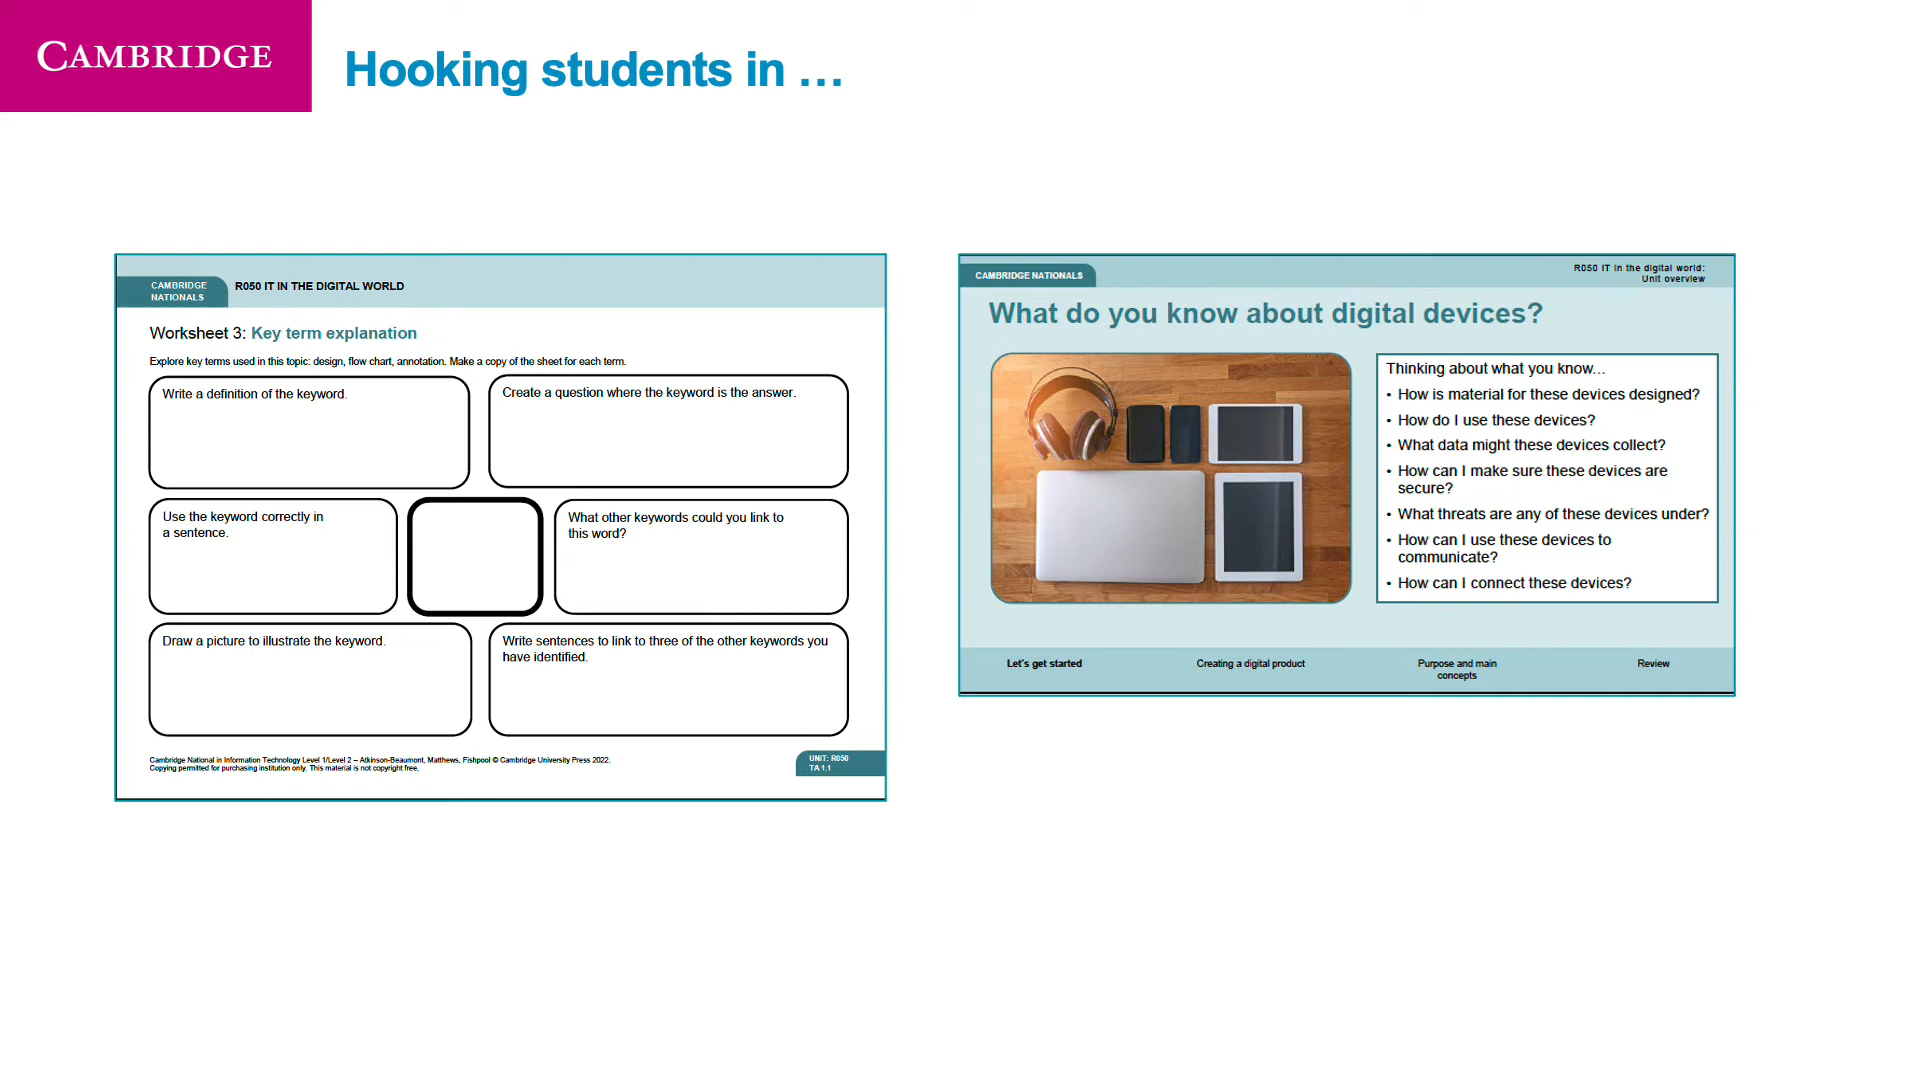 CAMBRIDGE
Hooking students in ...
CAMBRIDGE
NATIONALS
R050 IT IN THE DIGITAL WORLD
Worksheet 3: Key term explanation
Explore key terms used in this topic: design, flow chart, annotation. Make a copy of the sheet for each term.
Write a definition of the keyword.
Create a question where the keyword is the answer.
Use the keyword correctly in
a sentence.
What other keywords could you link to
this word?
Draw a picture to illustrate the keyword.
Write sentences to link to three of the other keywords you
have identified.
Cambridge National in Information Technology Level 1/Level 2 – Atkinson-Beaumont, Matthews, Fishpool © Cambridge University Press 2022.
Copying permitted for purchasing institution only. This material is not copyright free.
UNIT: R050
TA 1.1
CAMBRIDGE NATIONALS
R050 IT in the digital world:
Unit overview
What do you know about digital devices?
Thinking about what you know...
• How is material for these devices designed?
• How do I use these devices?
• What data might these devices collect?
• How can I make sure these devices are
secure?
• What threats are any of these devices under?
• How can I use these devices to
communicate?
• How can I connect these devices?
Let's get started
Creating a digital product
Purpose and main
concepts
Review